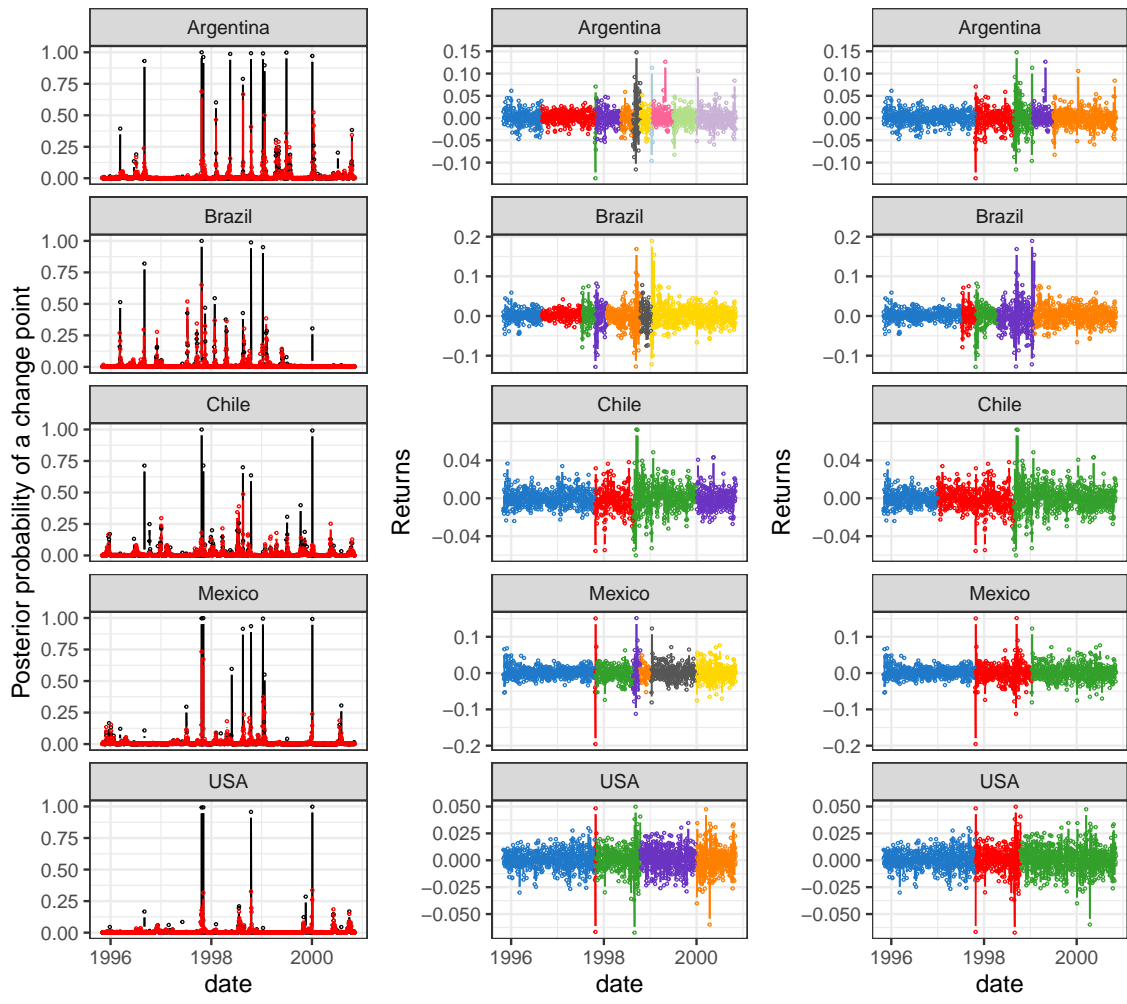 Posterior probability of a change point
Argentina
1.00
0.75
0.50
0.25
0.00
Brazil
1.00
0.75
0.50
0.25
0.00
Chile
1.00
0.75
0.50
0.25
0.00
Mexico
1.00
0.75
0.50
0.25
0.00
USA
1.00
0.75
0.50
0.25
0.00
1996 1998 2000
date
Returns
Argentina
0.15
0.10
0.05
0.00
−0.05
−0.10
Brazil
0.2
0.1
0.0
−0.1
Chile
0.04
0.00
−0.04
Mexico
0.1
0.0
−0.1
−0.2
USA
0.050
0.025
0.000
−0.025
−0.050
1996 1998 2000
date
Returns
Argentina
0.15
0.10
0.05
0.00
−0.05
−0.10
Brazil
0.2
0.1
0.0
−0.1
Chile
0.04
0.00
−0.04
Mexico
0.1
0.0
−0.1
−0.2
USA
0.050
0.025
0.000
−0.025
−0.050
1996 1998 2000
date